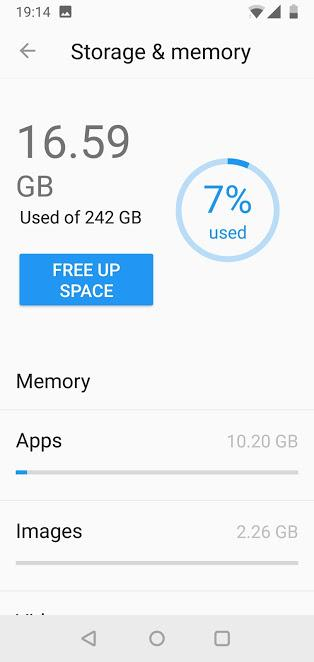 19:14
Storage & memory
16.59
GB
Used of 242 GB
7%
used
FREE UP
SPACE
Memory
Apps 10.20 GB
Images 2.26 GB